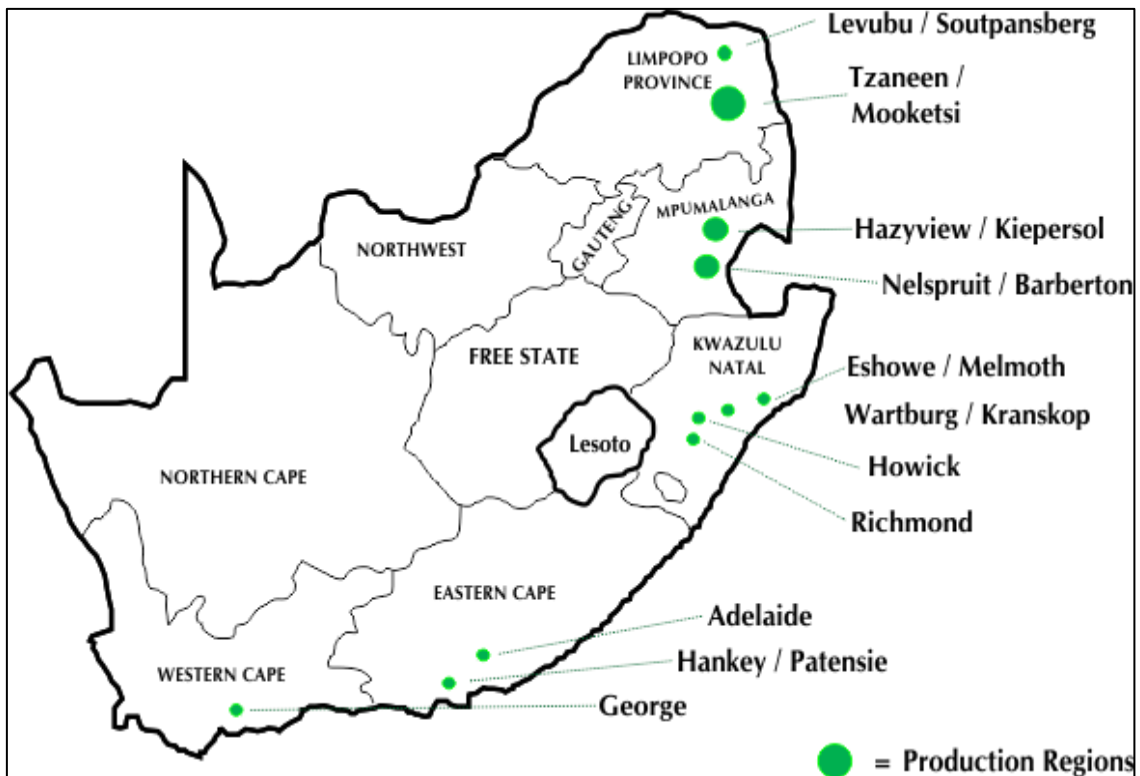 Levubu / Soutpansberg
LIMPOPO
PROVINCE
Tzaneen /
Mooketsi
MPUMALANGA
GAUTENG
NORTHWEST
Hazyview / Kiepersol
Nelspruit / Barberton
KWAZULU
NATAL
FREE STATE
Eshowe / Melmoth
Wartburg / Kranskop
Lesoto
Howick
NORTHERN CAPE
Richmond
EASTERN CAPE
Adelaide
Hankey / Patensie
WESTERN CAPE
George
= Production Regions